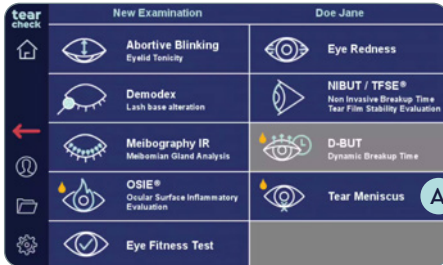 tear
check
New Examination
Doe Jane
Abortive Blinking
Eyelid Tonicity
Eye Redness
Demodex
Lash base alteration
NIBUT / TFSE®
Non Invasive Breakup Time
Tear Film Stability Evaluation
Meibography IR
Meibomian Gland Analysis
D-BUT
Dynamic Breakup Time
OSIE®
Ocular Surface Inflammatory
Evaluation
Tear Meniscus
A
Eye Fitness Test